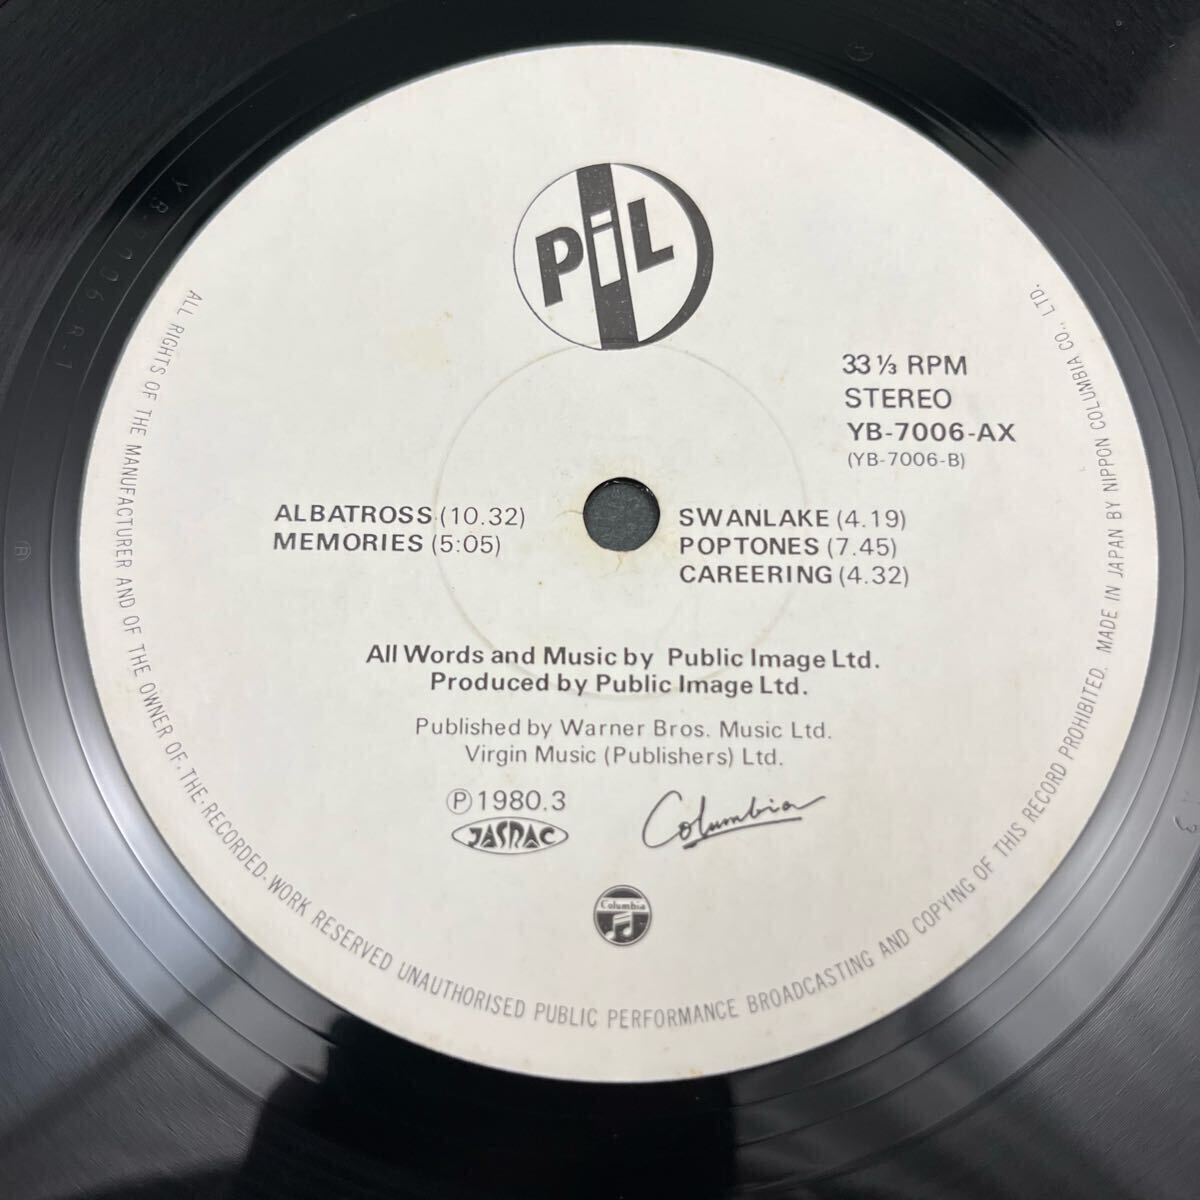 PiL
33 ⅓ RPM
STEREO
YB-7006-AX
(YB-7006-B)
ALBATROSS (10.32)
MEMORIES (5:05)
SWANLAKE (4.19)
POPTONES (7.45)
CAREERING (4.32)
All Words and Music by Public Image Ltd.
Produced by Public Image Ltd.
Published by Warner Bros. Music Ltd.
Virgin Music (Publishers) Ltd.
Ⓟ 1980.3
JASRAC
Columbia
Columbia
ALL RIGHTS OF THE MANUFACTURER AND OF THE OWNER OF·THE·RECORDED·WORK RESERVED UNAUTHORISED PUBLIC PERFORMANCE BROADCASTING AND COPYING OF THIS RECORD PROHIBITED. MADE IN JAPAN BY NIPPON COLUMBIA CO., LTD.